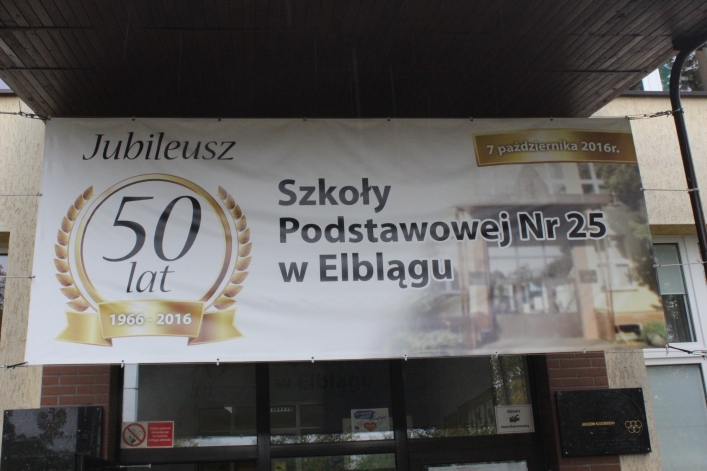 Jubileusz
50
lat
1966 - 2016
7 października 2016r.
Szkoły
Podstawowej Nr 25
w Elblągu